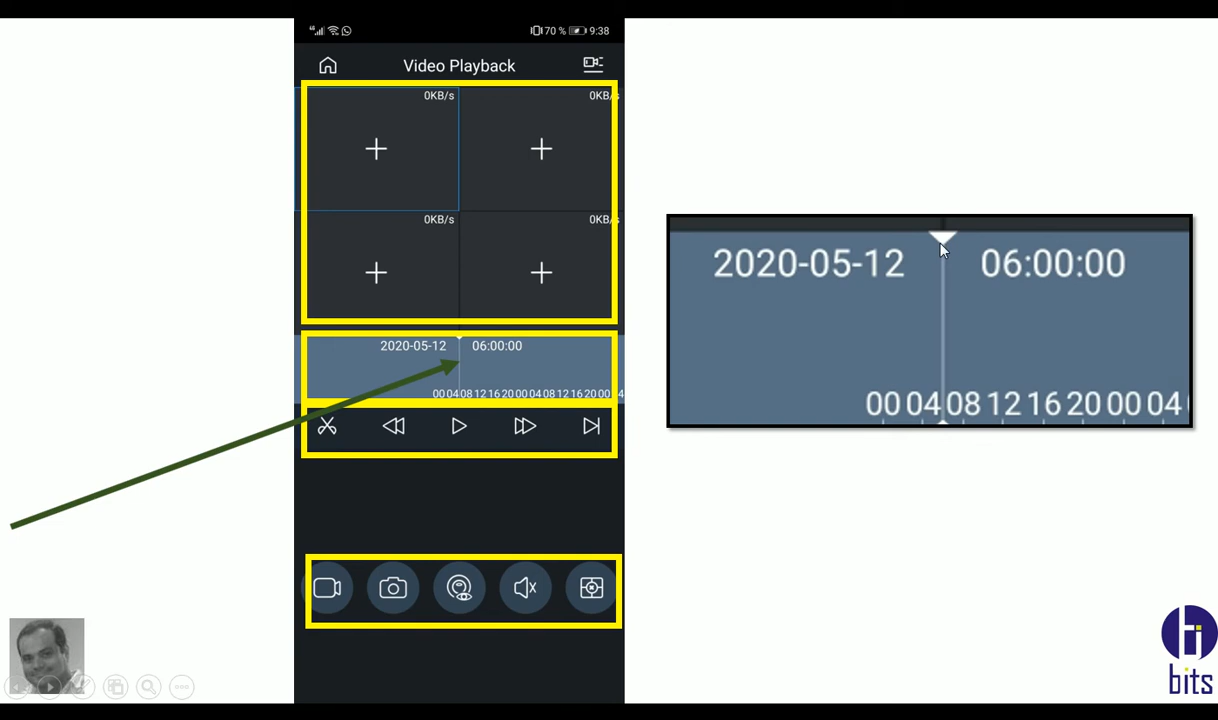 70 % 9:38
Video Playback
0KB/s 0KB/s
0KB/s 0KB/s
2020-05-12 06:00:00
00 04 08 12 16 20 00 04 08 12 16 20 00 4
2020-05-12 06:00:00
00 04 08 12 16 20 00 04
bits